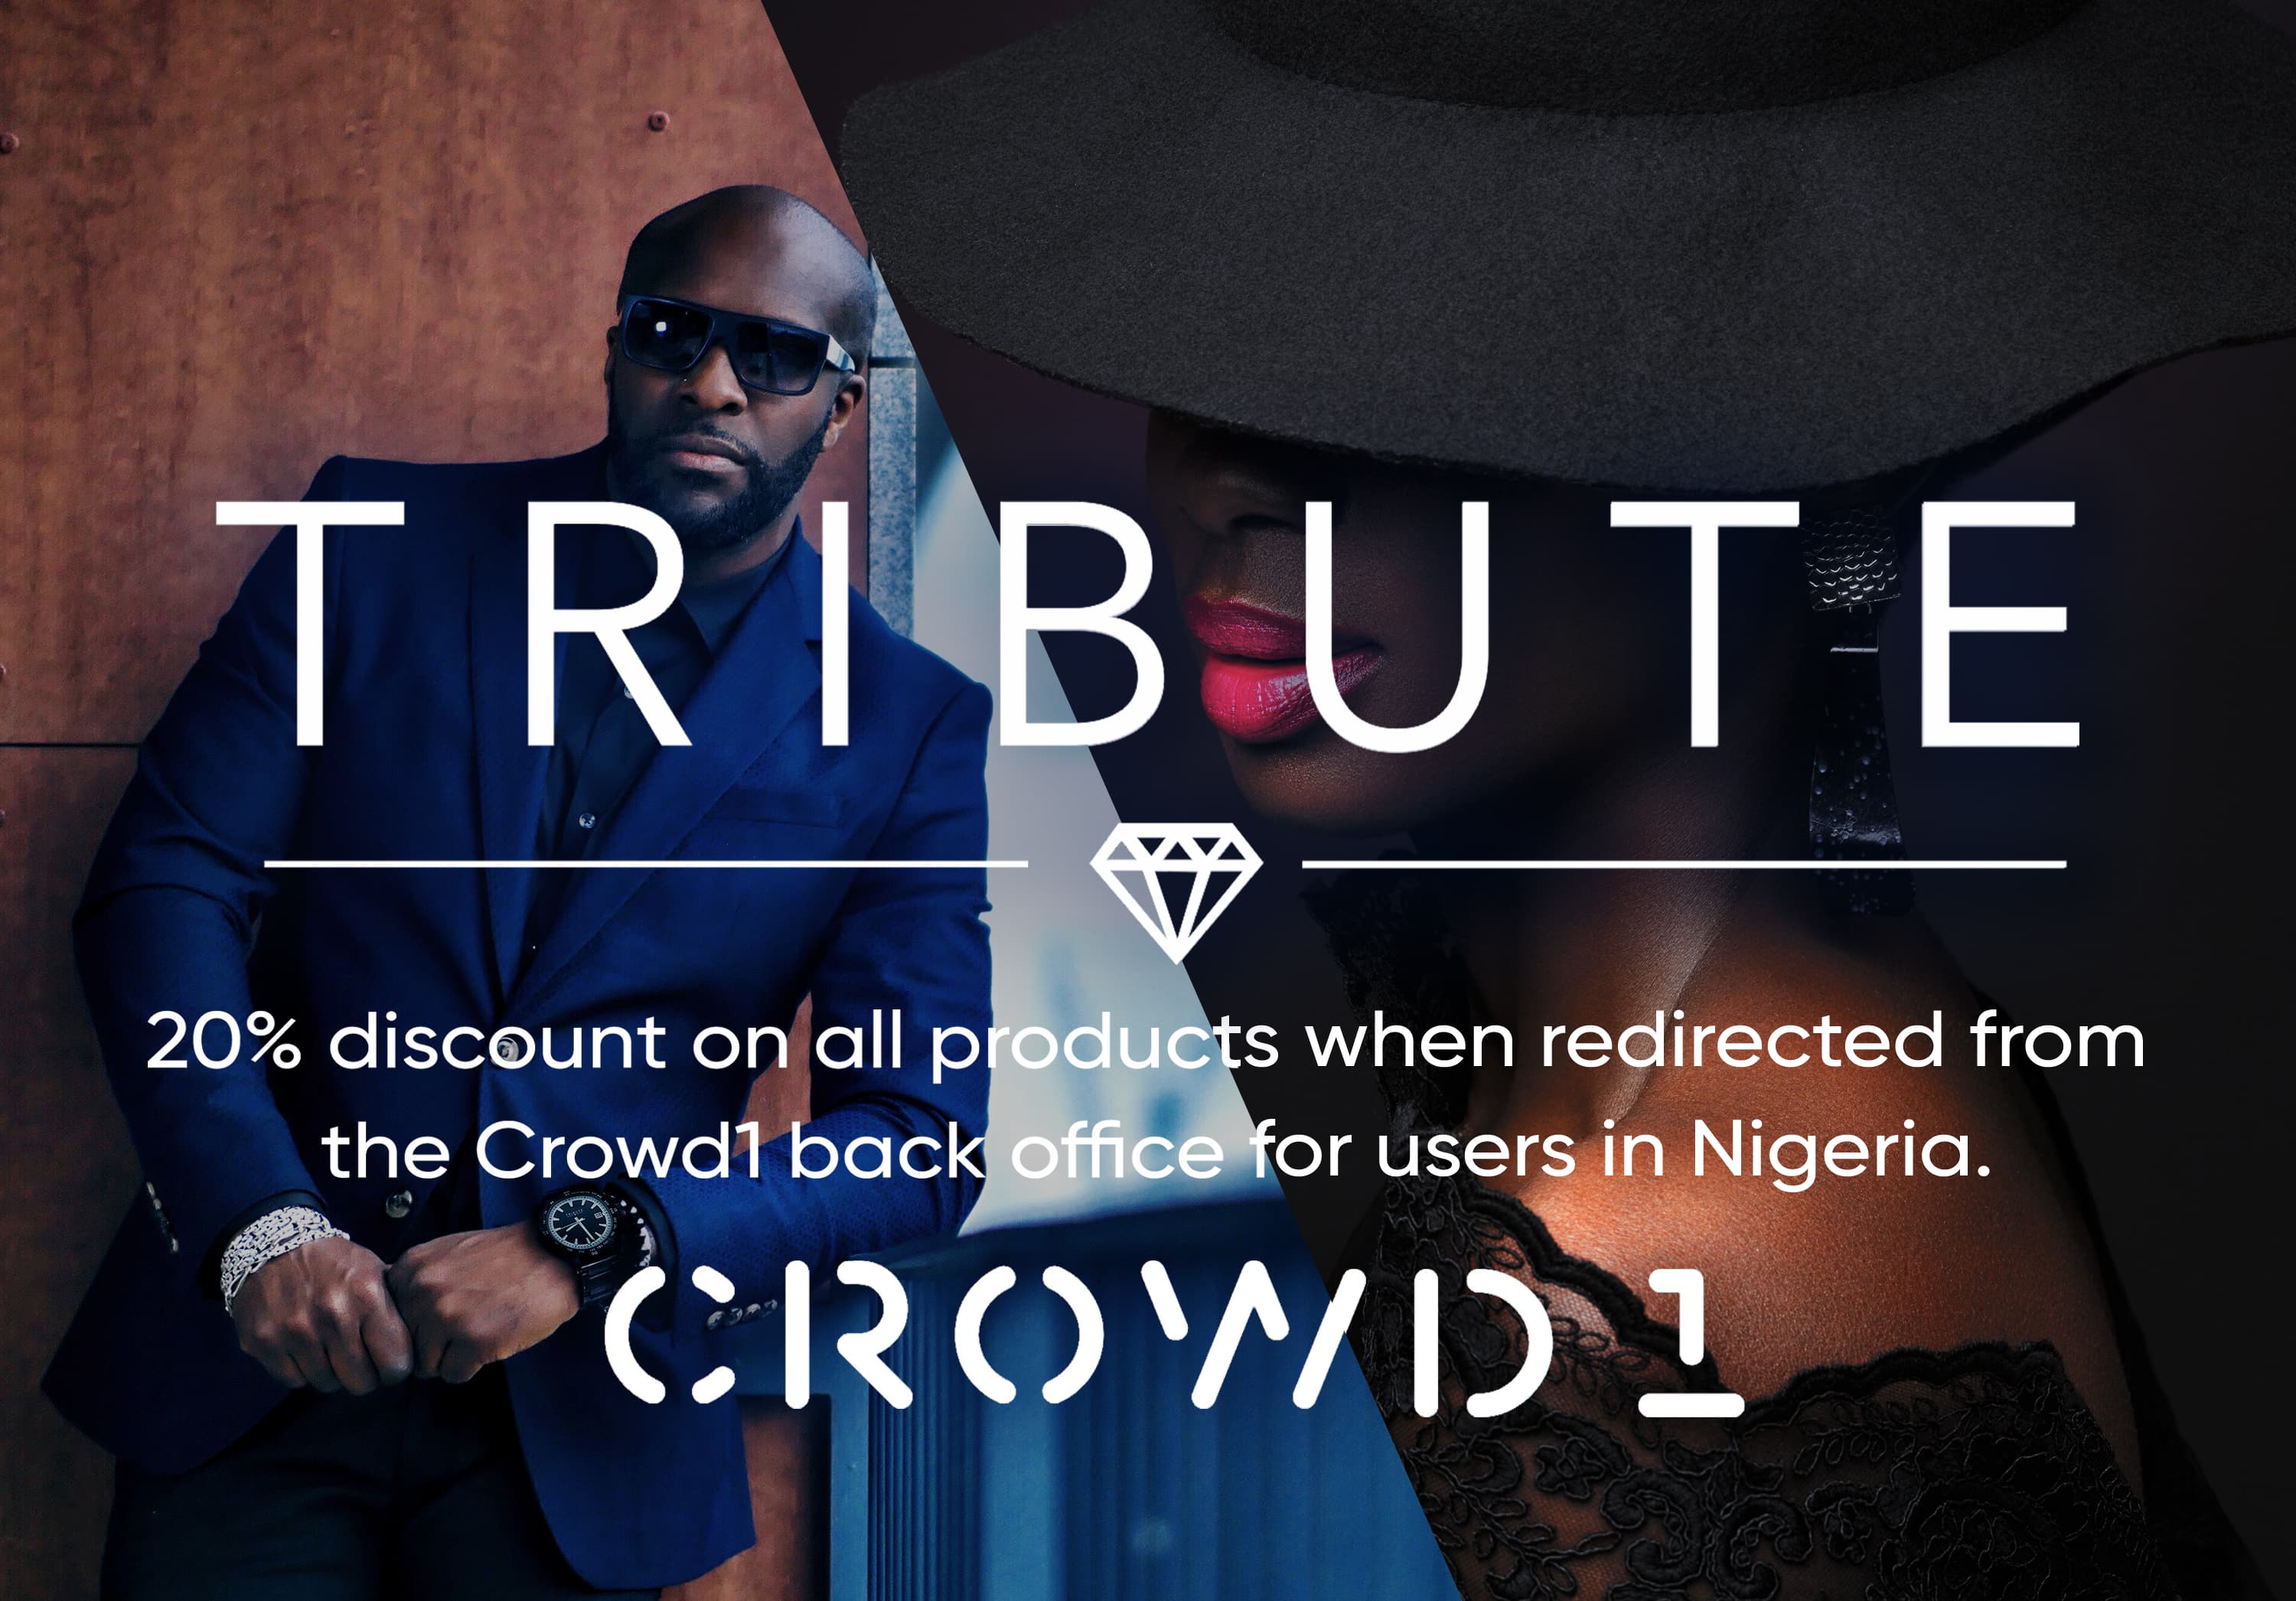 TRIBUTE
20% discount on all products when redirected from
the Crowd1 back office for users in Nigeria.
CROWD1